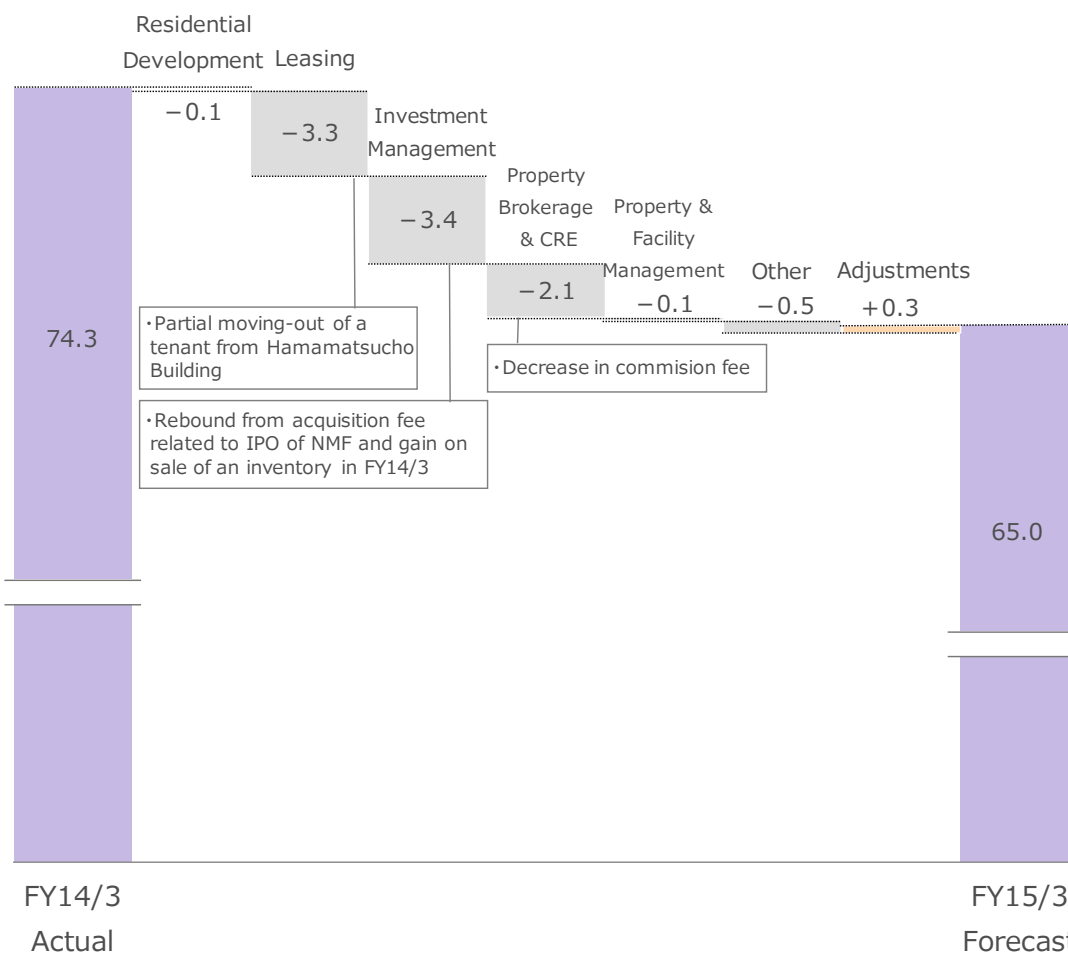 Residential
Development
−0.1
Leasing
−3.3
Investment
Management
−3.4
Property
Brokerage
& CRE
−2.1
Property &
Facility
Management
−0.1
Other
−0.5
Adjustments
+0.3
74.3
・Partial moving-out of a
tenant from Hamamatsucho
Building
・Decrease in commision fee
・Rebound from acquisition fee
related to IPO of NMF and gain on
sale of an inventory in FY14/3
65.0
FY14/3
Actual
FY15/3
Forecast